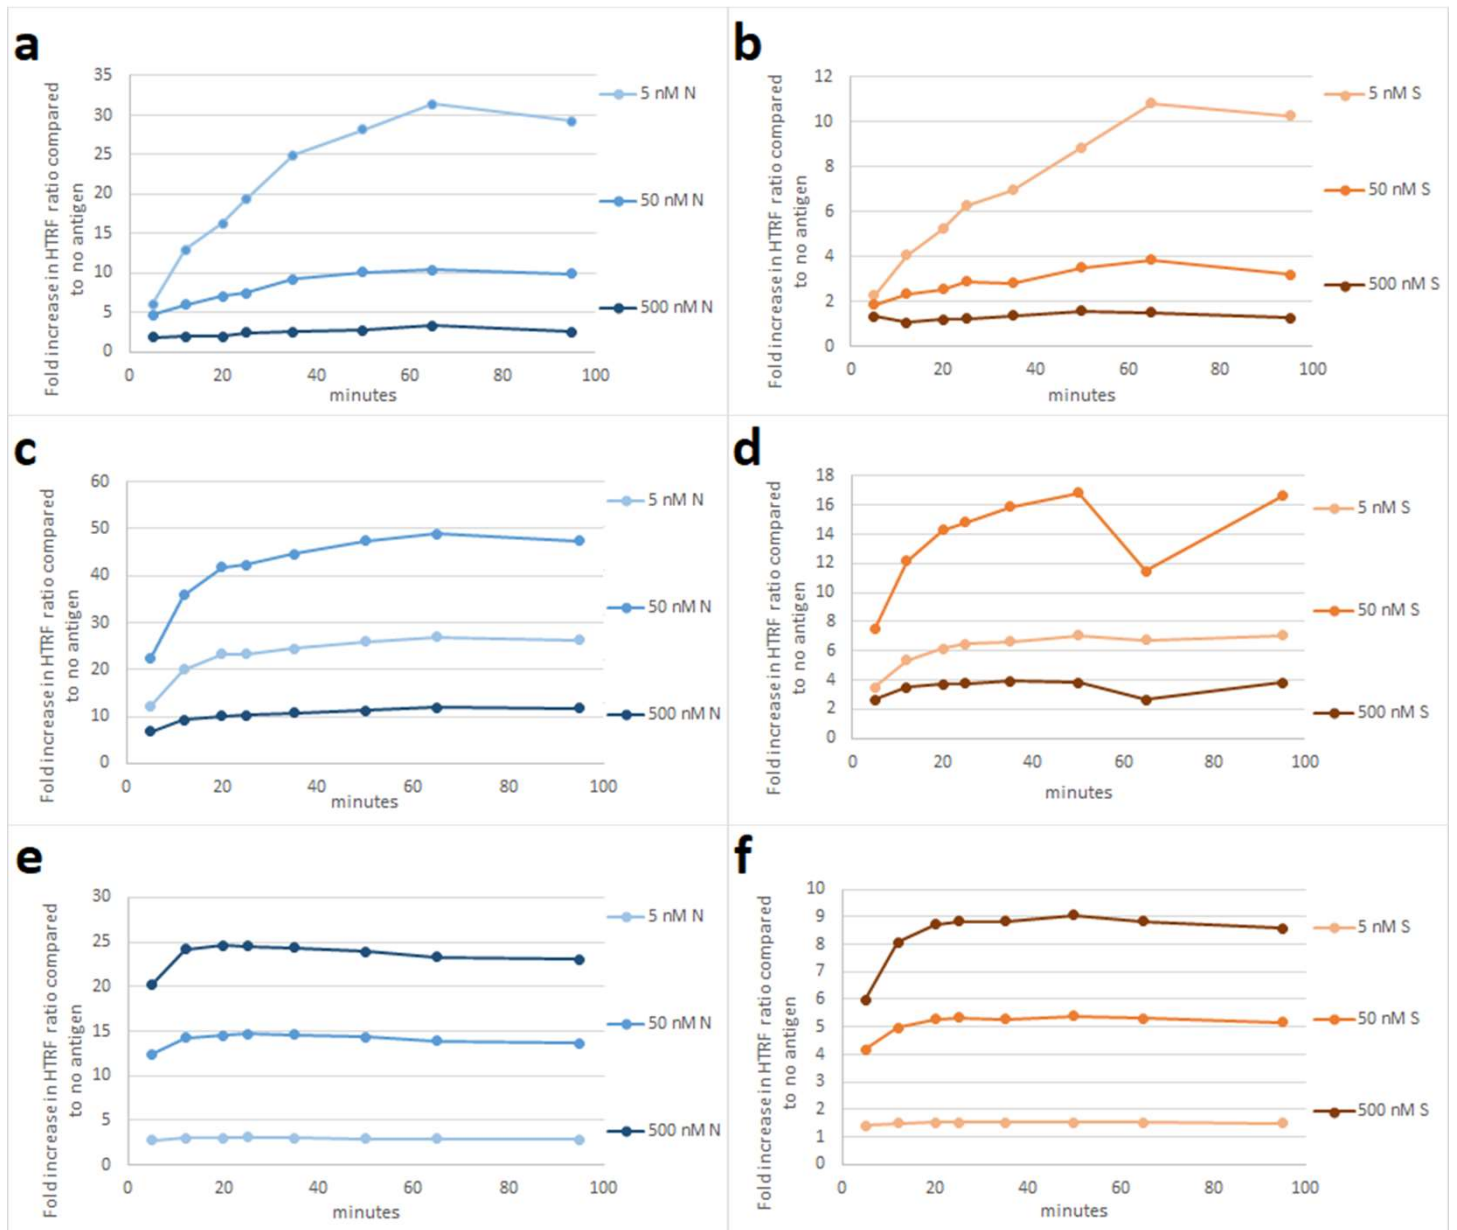 a
Fold increase in HTRF ratio compared
to no antigen
35
30
25
20
15
10
5
0
0 20 40 60 80 100
minutes
5 nM N
50 nM N
500 nM N
b
Fold increase in HTRF ratio compared
to no antigen
12
10
8
6
4
2
0
0 20 40 60 80 100
minutes
5 nM S
50 nM S
500 nM S
c
Fold increase in HTRF ratio compared
to no antigen
60
50
40
30
20
10
0
0 20 40 60 80 100
minutes
5 nM N
50 nM N
500 nM N
d
Fold increase in HTRF ratio compared
to no antigen
18
16
14
12
10
8
6
4
2
0
0 20 40 60 80 100
minutes
5 nM S
50 nM S
500 nM S
e
Fold increase in HTRF ratio compared
to no antigen
30
25
20
15
10
5
0
0 20 40 60 80 100
minutes
5 nM N
50 nM N
500 nM N
f
Fold increase in HTRF ratio compared
to no antigen
10
9
8
7
6
5
4
3
2
1
0
0 20 40 60 80 100
minutes
5 nM S
50 nM S
500 nM S